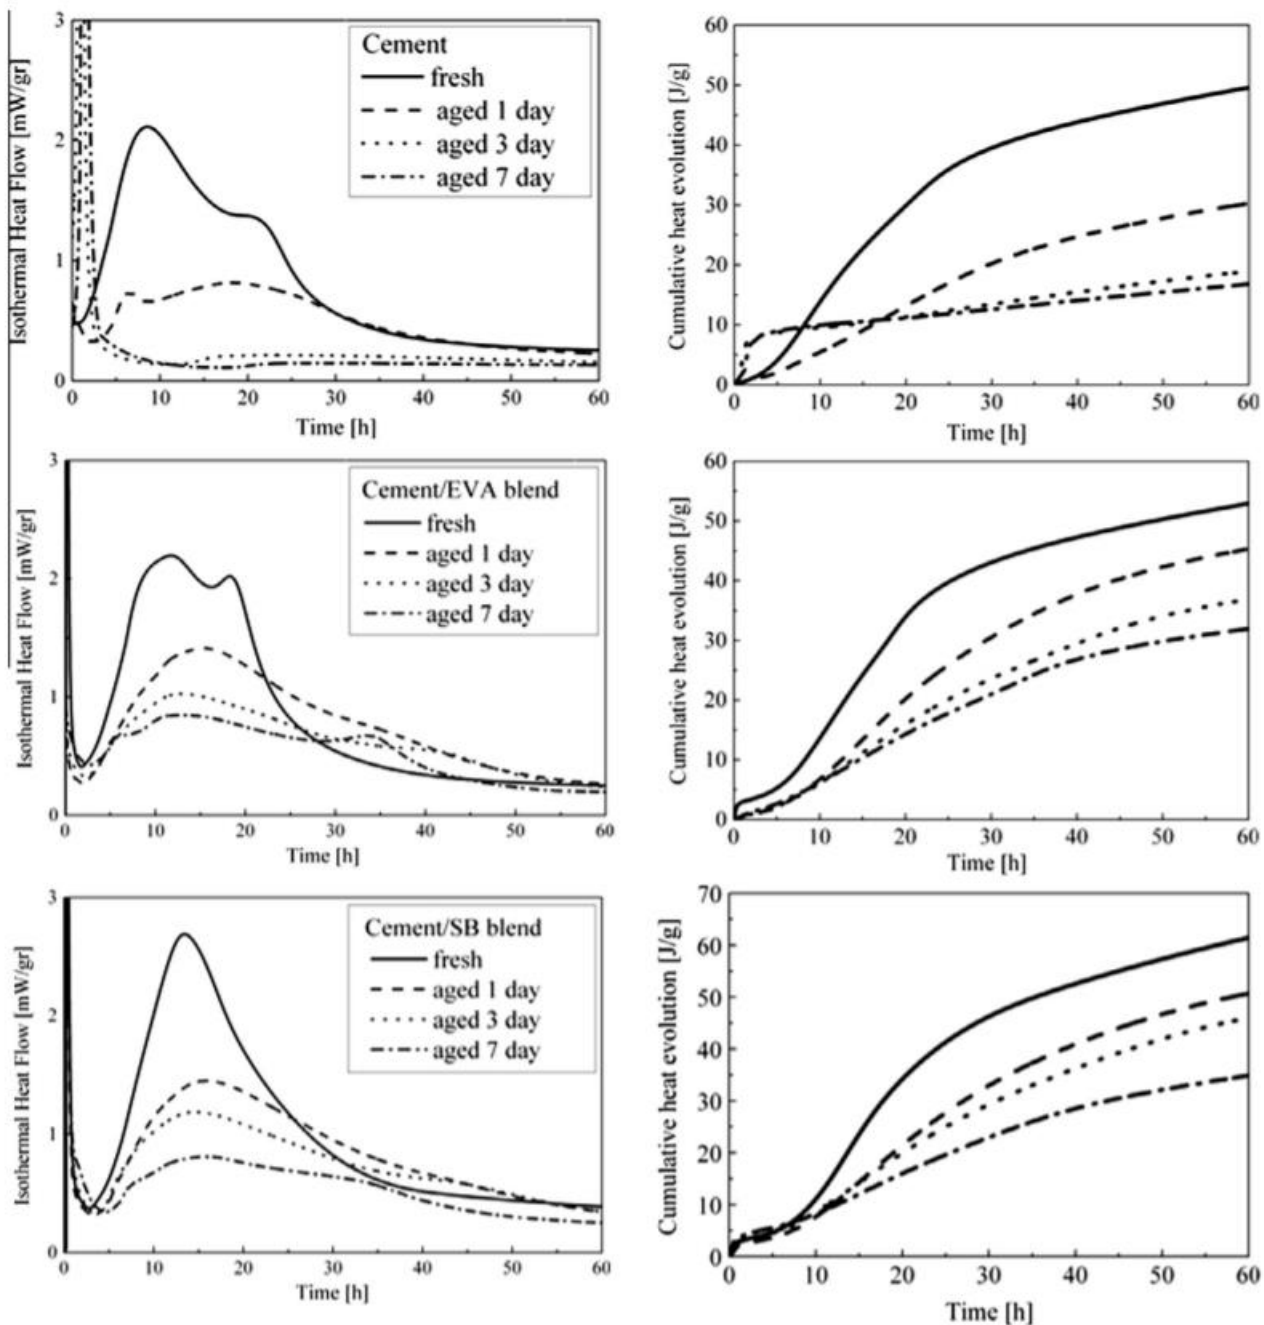 Isothermal Heat Flow [mW/gr]
3
2
1
0
Cement
fresh
aged 1 day
aged 3 day
aged 7 day
0 10 20 30 40 50 60
Time [h]
Cumulative heat evolution [J/g]
60
50
40
30
20
10
0
0 10 20 30 40 50 60
Time [h]
Isothermal Heat Flow [mW/gr]
3
2
1
0
Cement/EVA blend
fresh
aged 1 day
aged 3 day
aged 7 day
0 10 20 30 40 50 60
Time [h]
Cumulative heat evolution [J/g]
60
50
40
30
20
10
0
0 10 20 30 40 50 60
Time [h]
Isothermal Heat Flow [mW/gr]
3
2
1
0
Cement/SB blend
fresh
aged 1 day
aged 3 day
aged 7 day
0 10 20 30 40 50 60
Time [h]
Cumulative heat evolution [J/g]
70
60
50
40
30
20
10
0
0 10 20 30 40 50 60
Time [h]